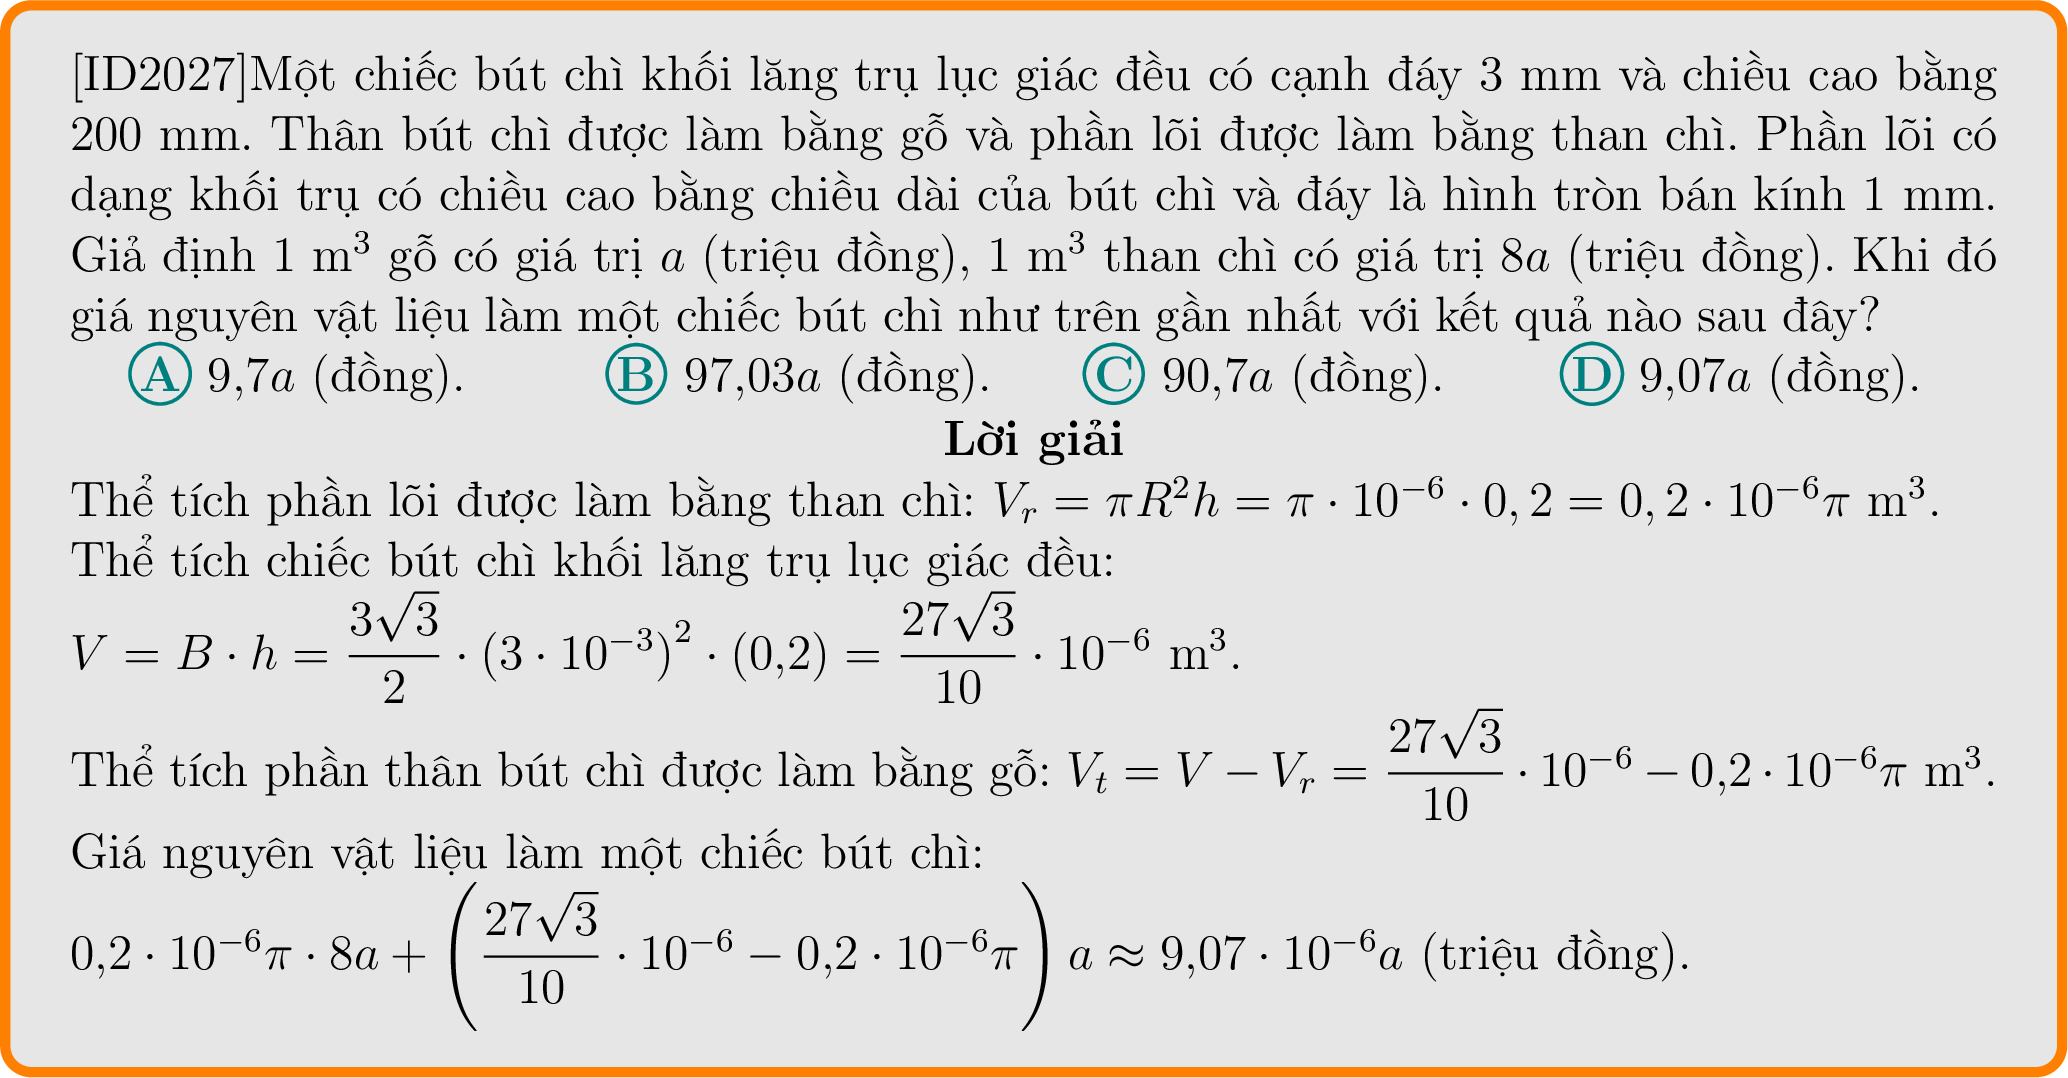 [ID2027]Một chiếc bút chì khối lăng trụ lục giác đều có cạnh đáy 3 mm và chiều cao bằng
200 mm. Thân bút chì được làm bằng gỗ và phần lõi được làm bằng than chì. Phần lõi có
dạng khối trụ có chiều cao bằng chiều dài của bút chì và đáy là hình tròn bán kính 1 mm.
Giả định 1 m³ gỗ có giá trị a (triệu đồng), 1 m³ than chì có giá trị 8a (triệu đồng). Khi đó
giá nguyên vật liệu làm một chiếc bút chì như trên gần nhất với kết quả nào sau đây?
A 9,7a (đồng). B 97,03a (đồng). C 90,7a (đồng). D 9,07a (đồng).
Lời giải
Thể tích phần lõi được làm bằng than chì: $V_r = \pi R^2 h = \pi \cdot 10^{-6} \cdot 0,2 = 0,2 \cdot 10^{-6}\pi$ m³.
Thể tích chiếc bút chì khối lăng trụ lục giác đều:
$V = B \cdot h = \frac{3\sqrt{3}}{2} \cdot (3 \cdot 10^{-3})^2 \cdot (0,2) = \frac{27\sqrt{3}}{10} \cdot 10^{-6}$ m³.
Thể tích phần thân bút chì được làm bằng gỗ: $V_t = V - V_r = \frac{27\sqrt{3}}{10} \cdot 10^{-6} - 0,2 \cdot 10^{-6}\pi$ m³.
Giá nguyên vật liệu làm một chiếc bút chì:
$0,2 \cdot 10^{-6}\pi \cdot 8a + \left(\frac{27\sqrt{3}}{10} \cdot 10^{-6} - 0,2 \cdot 10^{-6}\pi\right) a \approx 9,07 \cdot 10^{-6}a$ (triệu đồng).